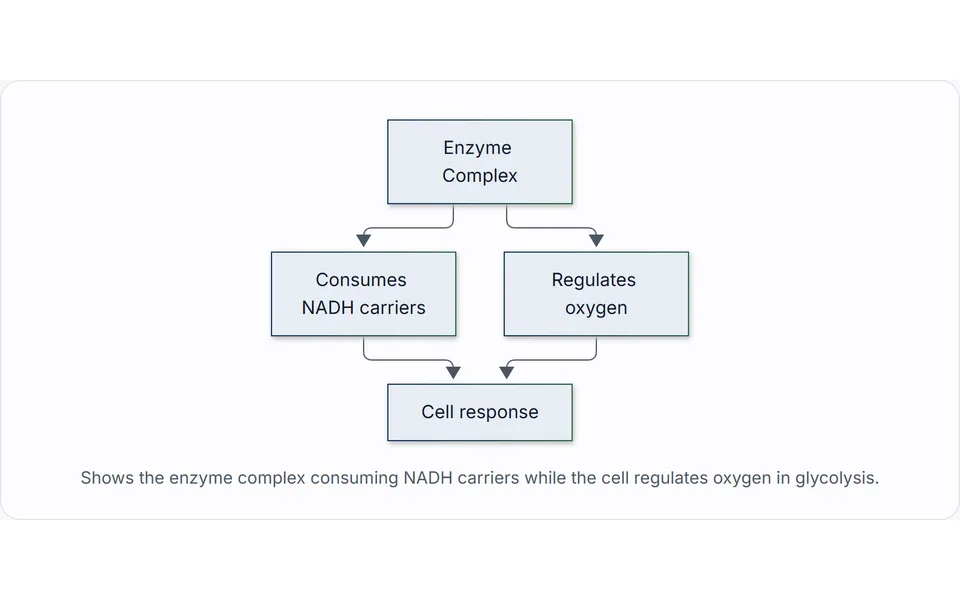 Enzyme
Complex
Consumes
NADH carriers
Regulates
oxygen
Cell response
Shows the enzyme complex consuming NADH carriers while the cell regulates oxygen in glycolysis.